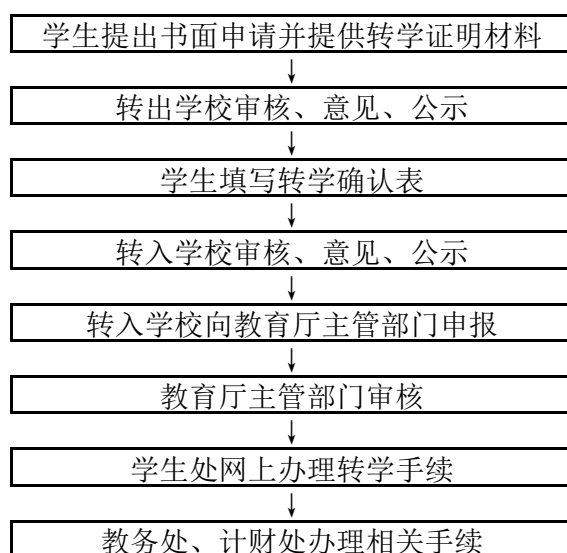 学生提出书面申请并提供转学证明材料
转出学校审核、意见、公示
学生填写转学确认表
转入学校审核、意见、公示
转入学校向教育厅主管部门申报
教育厅主管部门审核
学生处网上办理转学手续
教务处、计财处办理相关手续